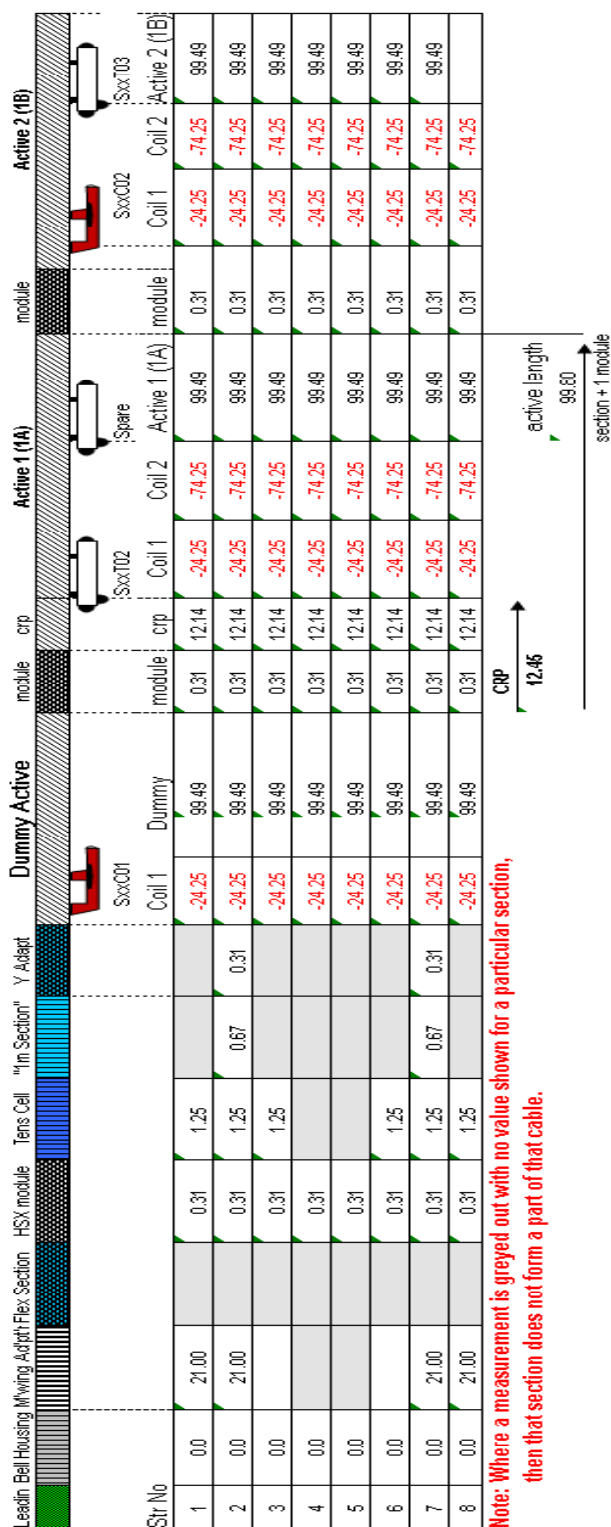 Leadin Bell Housing M'wing Ad'ptr Flex Section HSX module Tens Cell "1m Section" Y Adapt Dummy Active module crp Active 1 (1A) module Active 2 (1B)
SxxC01 SxxT02 Spare SxxC02 SxxT03
Str No Coil 1 Dummy module crp Coil 1 Coil 2 Active 1 (1A) module Coil 1 Coil 2 Active 2 (1B)
1 0.0 21.00 0.31 1.25 -24.25 99.49 0.31 12.14 -24.25 -74.25 99.49 0.31 -24.25 -74.25 99.49
2 0.0 21.00 0.31 1.25 0.67 0.31 -24.25 99.49 0.31 12.14 -24.25 -74.25 99.49 0.31 -24.25 -74.25 99.49
3 0.0 0.31 1.25 -24.25 99.49 0.31 12.14 -24.25 -74.25 99.49 0.31 -24.25 -74.25 99.49
4 0.0 0.31 -24.25 99.49 0.31 12.14 -24.25 -74.25 99.49 0.31 -24.25 -74.25 99.49
5 0.0 0.31 -24.25 99.49 0.31 12.14 -24.25 -74.25 99.49 0.31 -24.25 -74.25 99.49
6 0.0 0.31 1.25 -24.25 99.49 0.31 12.14 -24.25 -74.25 99.49 0.31 -24.25 -74.25 99.49
7 0.0 21.00 0.31 1.25 0.67 0.31 -24.25 99.49 0.31 12.14 -24.25 -74.25 99.49 0.31 -24.25 -74.25 99.49
8 0.0 21.00 0.31 1.25 -24.25 99.49 0.31 12.14 -24.25 -74.25 99.49 0.31 -24.25 -74.25
Note: Where a measurement is greyed out with no value shown for a particular section,
then that section does not form a part of that cable.
CRP
12.45
active length
99.80
section + 1 module